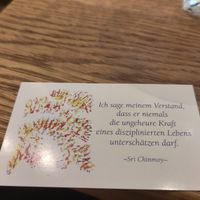 Ich sage meinem Verstand,
dass er niemals
die ungeheure Kraft
eines disziplinierten Lebens
unterschätzen darf.
~Sri Chinmoy~